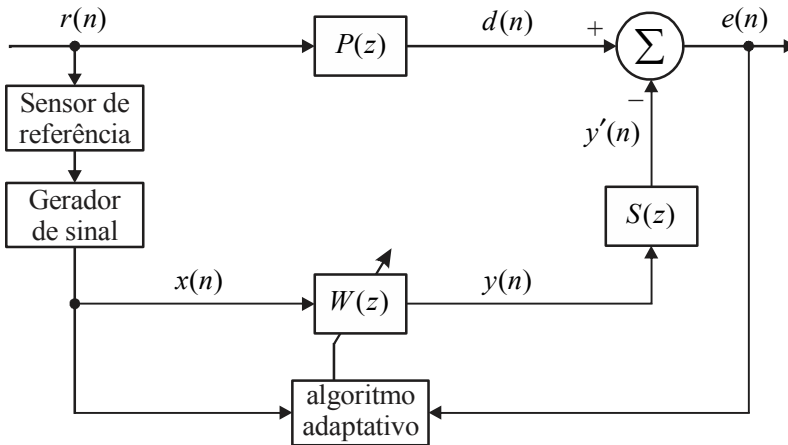 r(n)
P(z)
d(n)
+
Σ
e(n)
−
Sensor de
referência
y′(n)
Gerador
de sinal
S(z)
x(n)
W(z)
y(n)
algoritmo
adaptativo